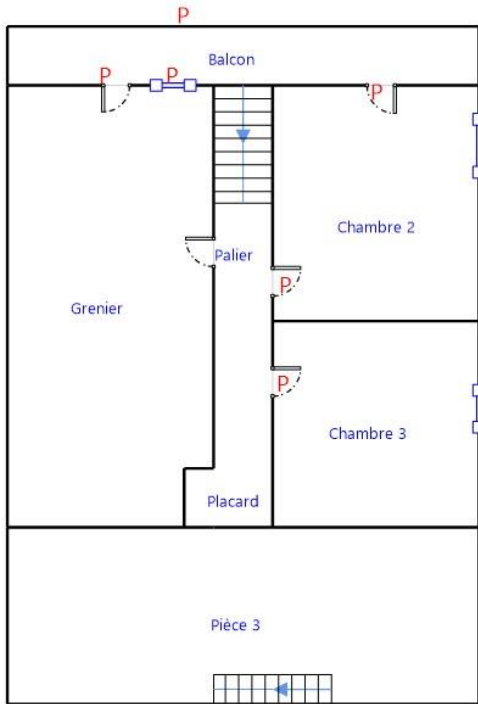 P
Balcon
P
P
P
Chambre 2
Palier
P
Grenier
P
Chambre 3
Placard
Pièce 3